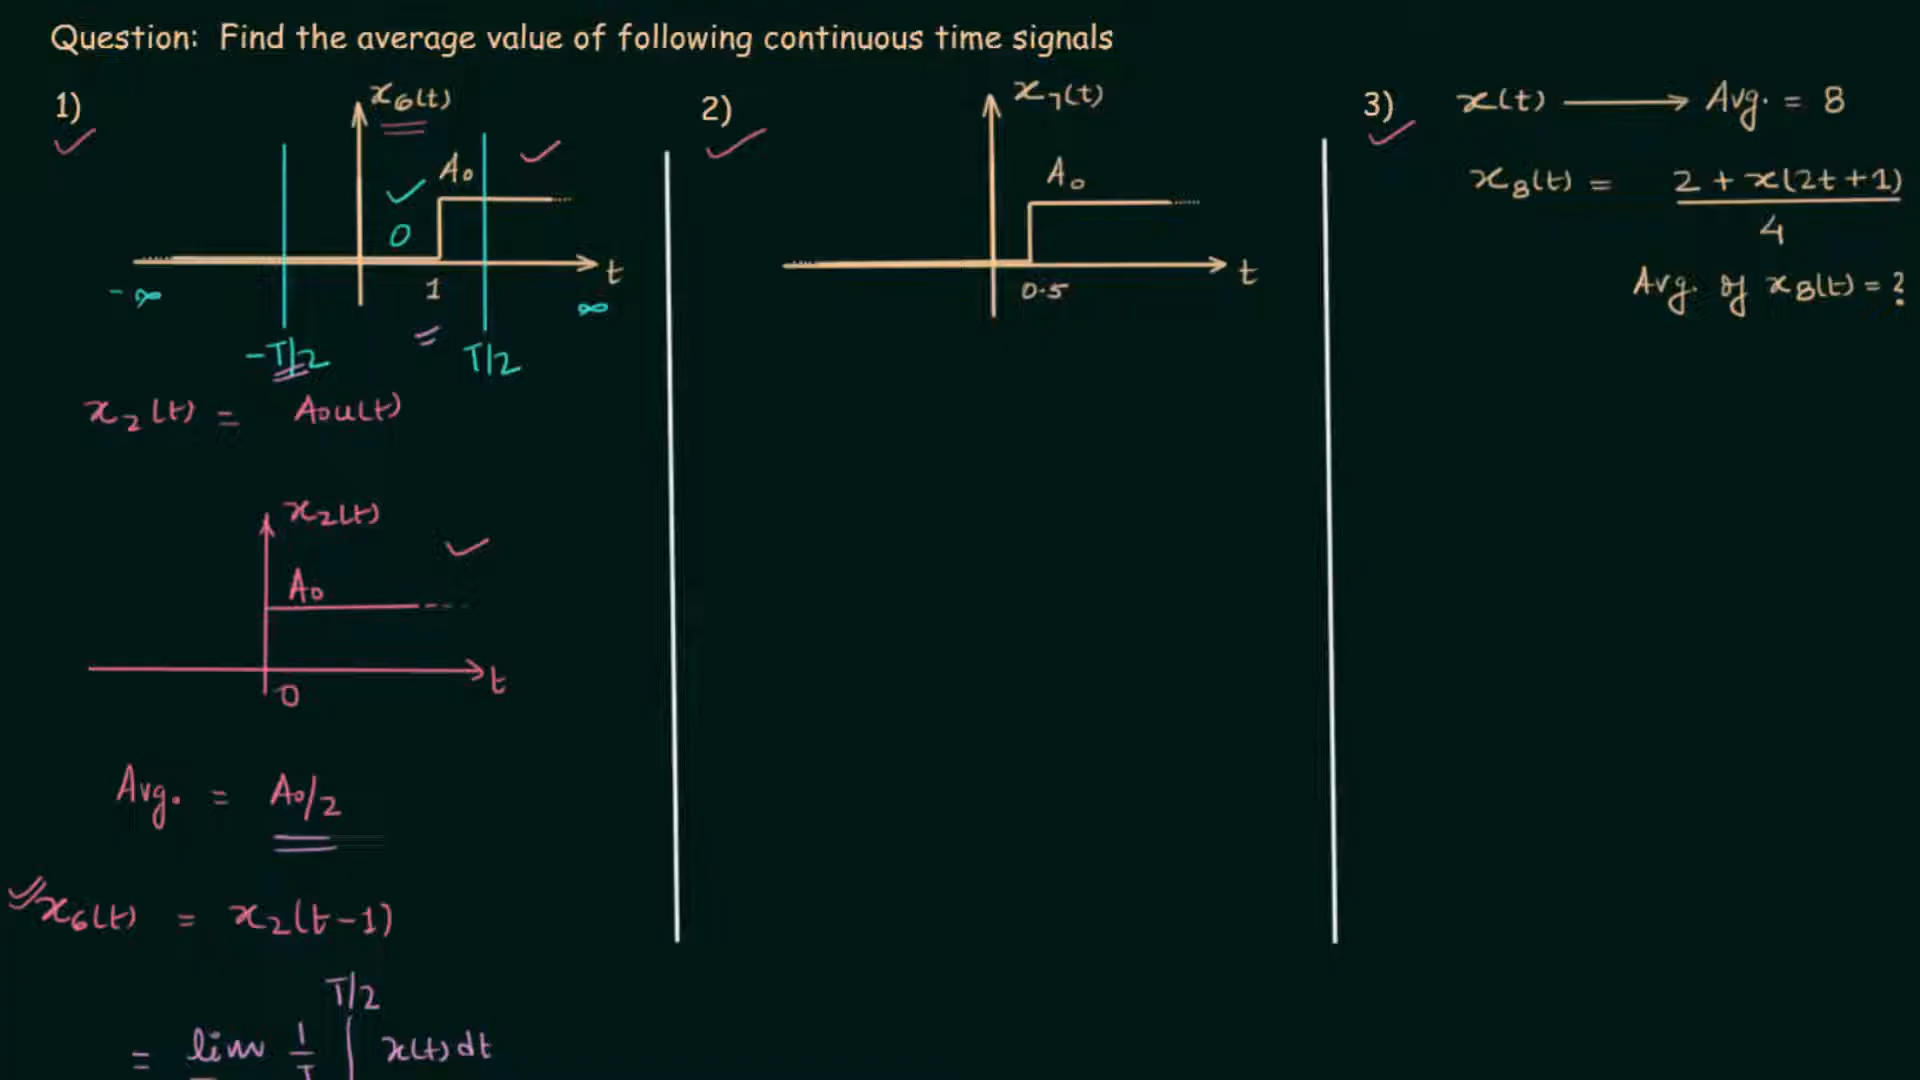 Question: Find the average value of following continuous time signals
1)
x₆(t)
A₀
0
t
-∞
1
∞
-T/2
T/2
x₂(t) = A₀u(t)
x₂(t)
A₀
t
0
Avg. = A₀/2
x₆(t) = x₂(t-1)
T/2
= lim 1/T ∫ x(t)dt
2)
x₇(t)
A₀
0.5
t
3)
x(t) ⟶ Avg. = 8
x₈(t) = 2 + x(2t+1)
4
Avg. of x₈(t) = ?